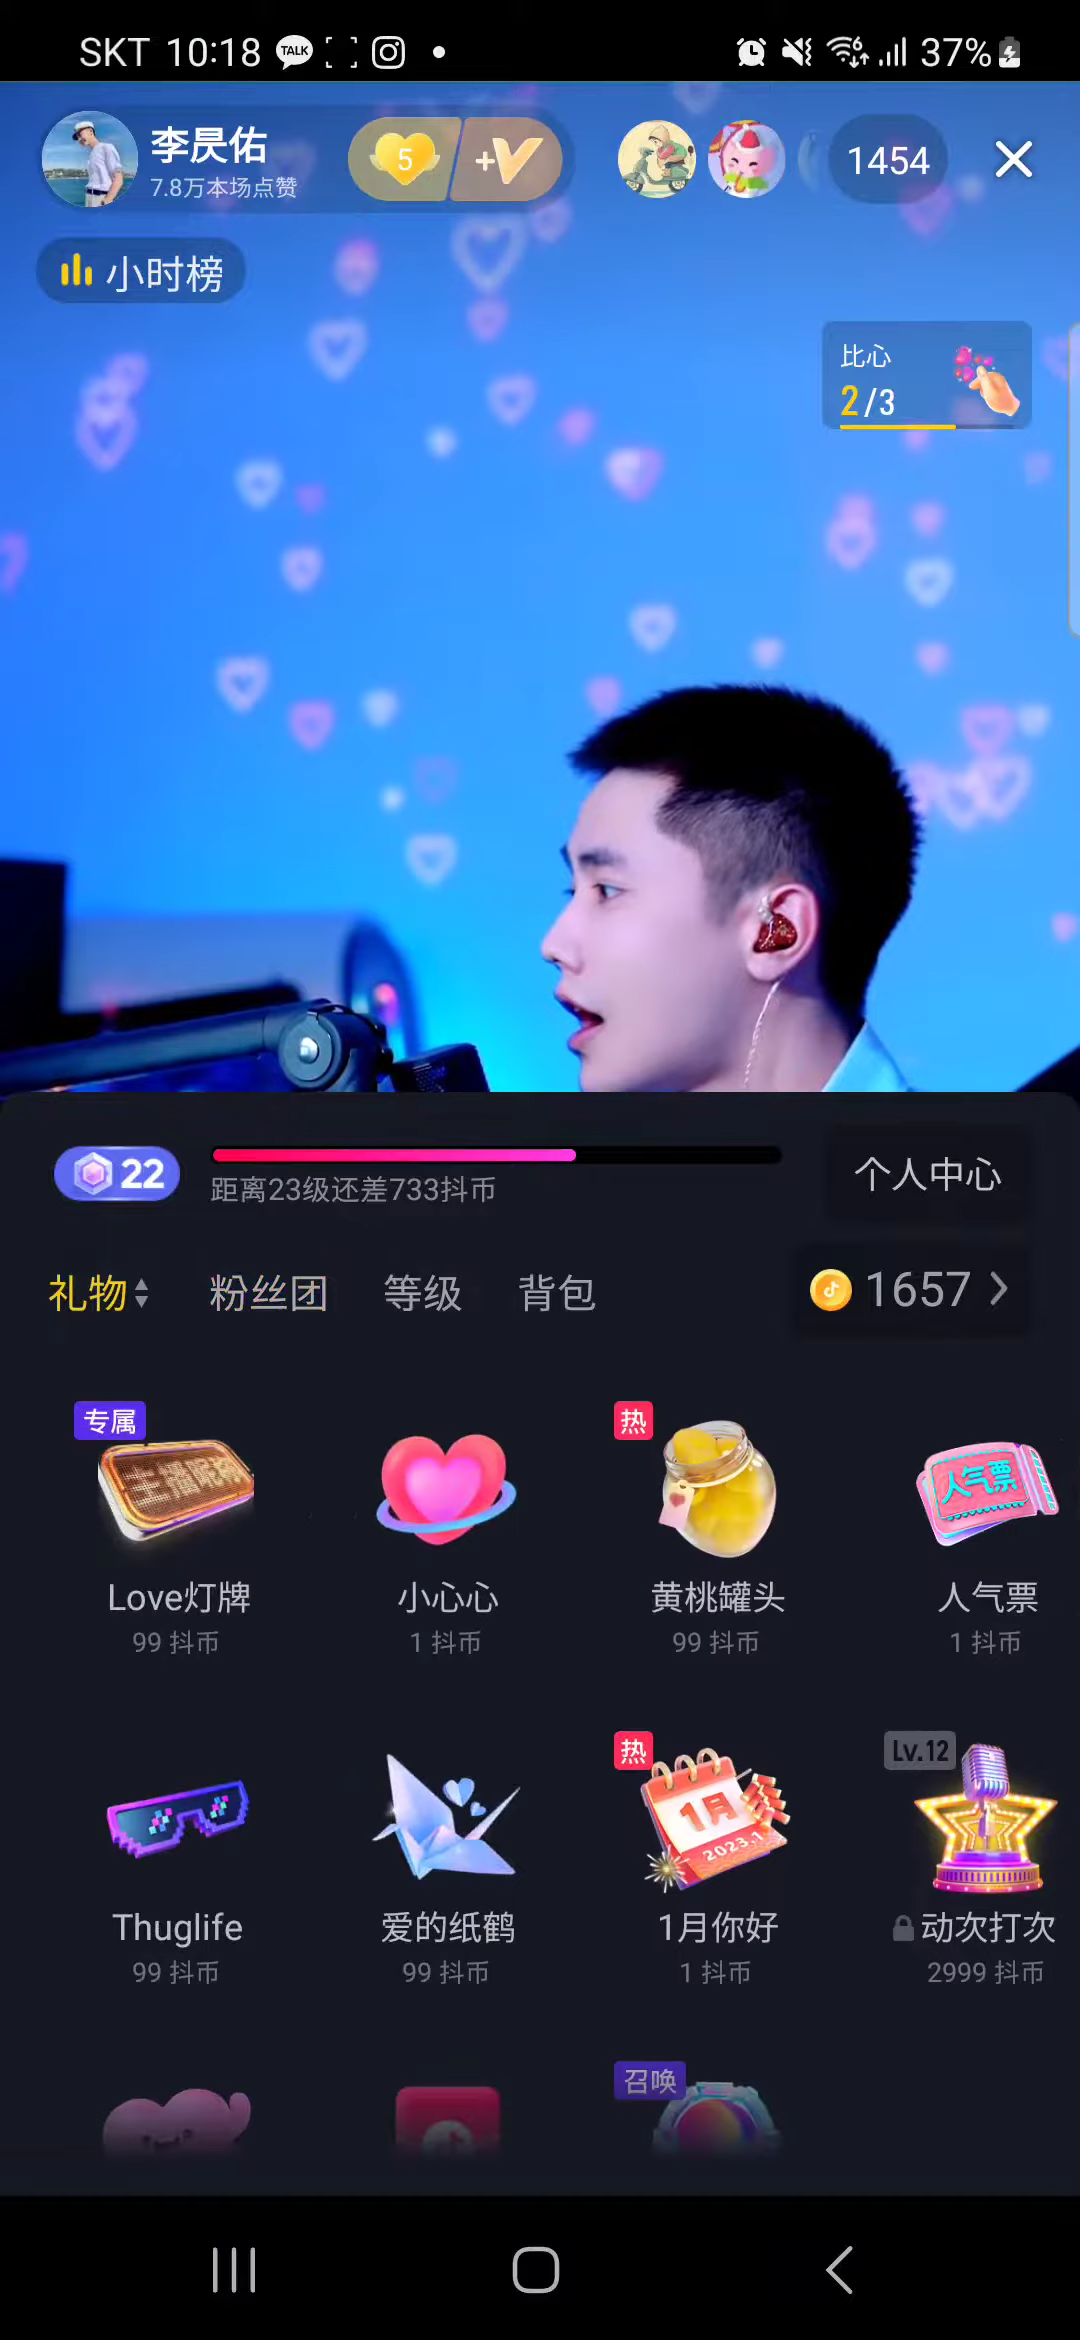 SKT 10:18 TALK 37%
李昃佑
7.8万本场点赞
5
+V
1454
小时榜
比心
2/3
22
距离23级还差733抖币
个人中心
礼物
粉丝团
等级
背包
1657
专属
热
人气票
Love灯牌
小心心
黄桃罐头
人气票
99 抖币
1 抖币
99 抖币
1 抖币
热
1月
2023.1
Lv.12
Thuglife
爱的纸鹤
1月你好
动次打次
99 抖币
99 抖币
1 抖币
2999 抖币
召唤